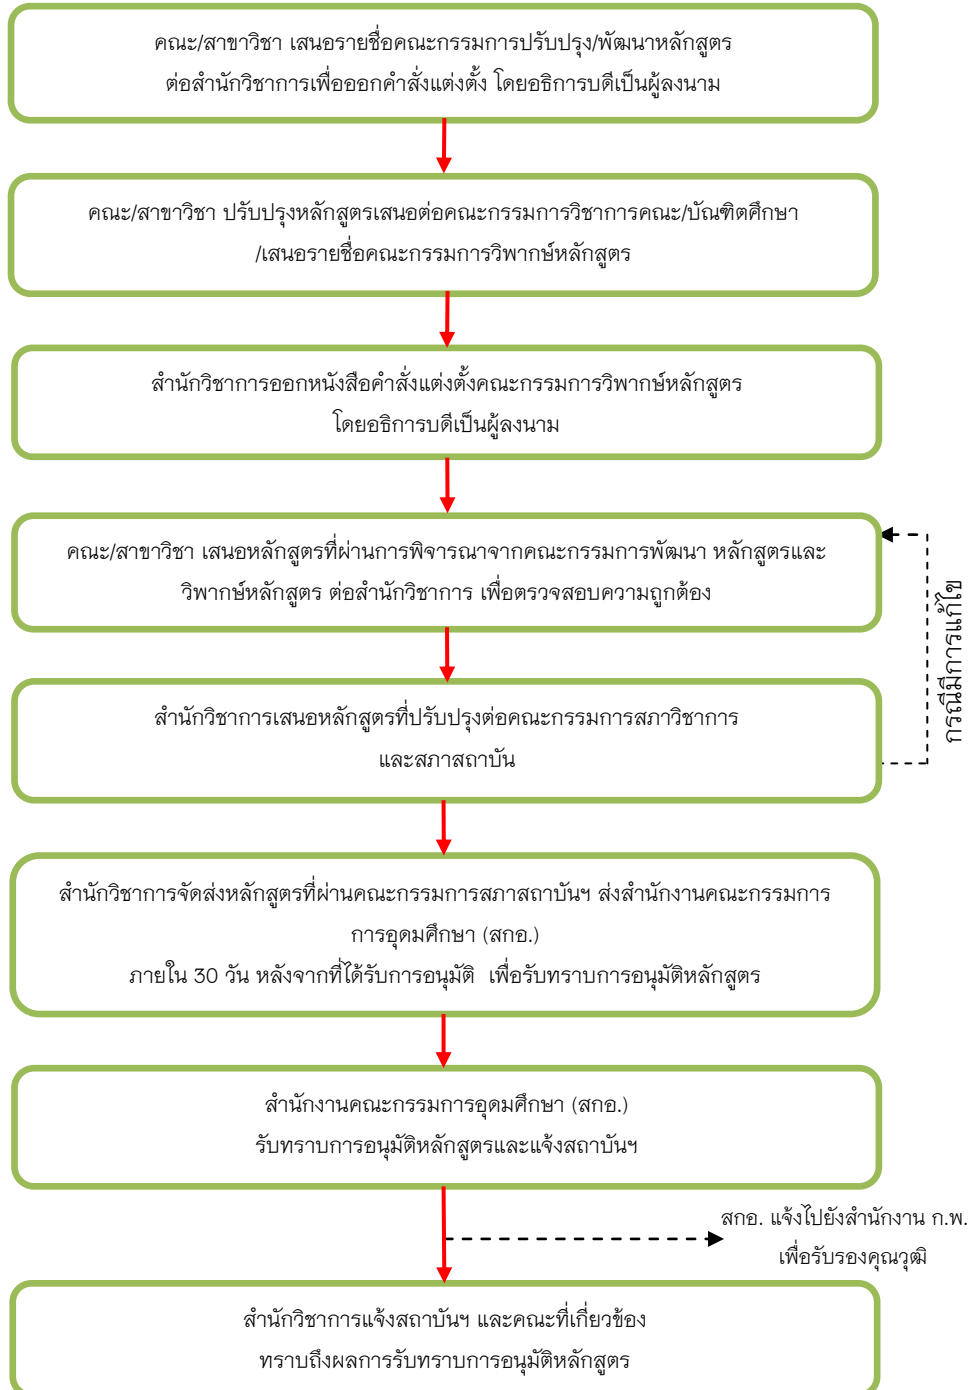 คณะ/สาขาวิชา เสนอรายชื่อคณะกรรมการปรับปรุง/พัฒนาหลักสูตร
ต่อสำนักวิชาการเพื่อออกคำสั่งแต่งตั้ง โดยอธิการบดีเป็นผู้ลงนาม
คณะ/สาขาวิชา ปรับปรุงหลักสูตรเสนอต่อคณะกรรมการวิชาการคณะ/บัณฑิตศึกษา
/เสนอรายชื่อคณะกรรมการวิพากษ์หลักสูตร
สำนักวิชาการออกหนังสือคำสั่งแต่งตั้งคณะกรรมการวิพากษ์หลักสูตร
โดยอธิการบดีเป็นผู้ลงนาม
คณะ/สาขาวิชา เสนอหลักสูตรที่ผ่านการพิจารณาจากคณะกรรมการพัฒนา หลักสูตรและ
วิพากษ์หลักสูตร ต่อสำนักวิชาการ เพื่อตรวจสอบความถูกต้อง
กรณีมีการแก้ไข
สำนักวิชาการเสนอหลักสูตรที่ปรับปรุงต่อคณะกรรมการสภาวิชาการ
และสภาสถาบัน
สำนักวิชาการจัดส่งหลักสูตรที่ผ่านคณะกรรมการสภาสถาบันฯ ส่งสำนักงานคณะกรรมการ
การอุดมศึกษา (สกอ.)
ภายใน 30 วัน หลังจากที่ได้รับการอนุมัติ เพื่อรับทราบการอนุมัติหลักสูตร
สำนักงานคณะกรรมการอุดมศึกษา (สกอ.)
รับทราบการอนุมัติหลักสูตรและแจ้งสถาบันฯ
สกอ. แจ้งไปยังสำนักงาน ก.พ.
เพื่อรับรองคุณวุฒิ
สำนักวิชาการแจ้งสถาบันฯ และคณะที่เกี่ยวข้อง
ทราบถึงผลการรับทราบการอนุมัติหลักสูตร